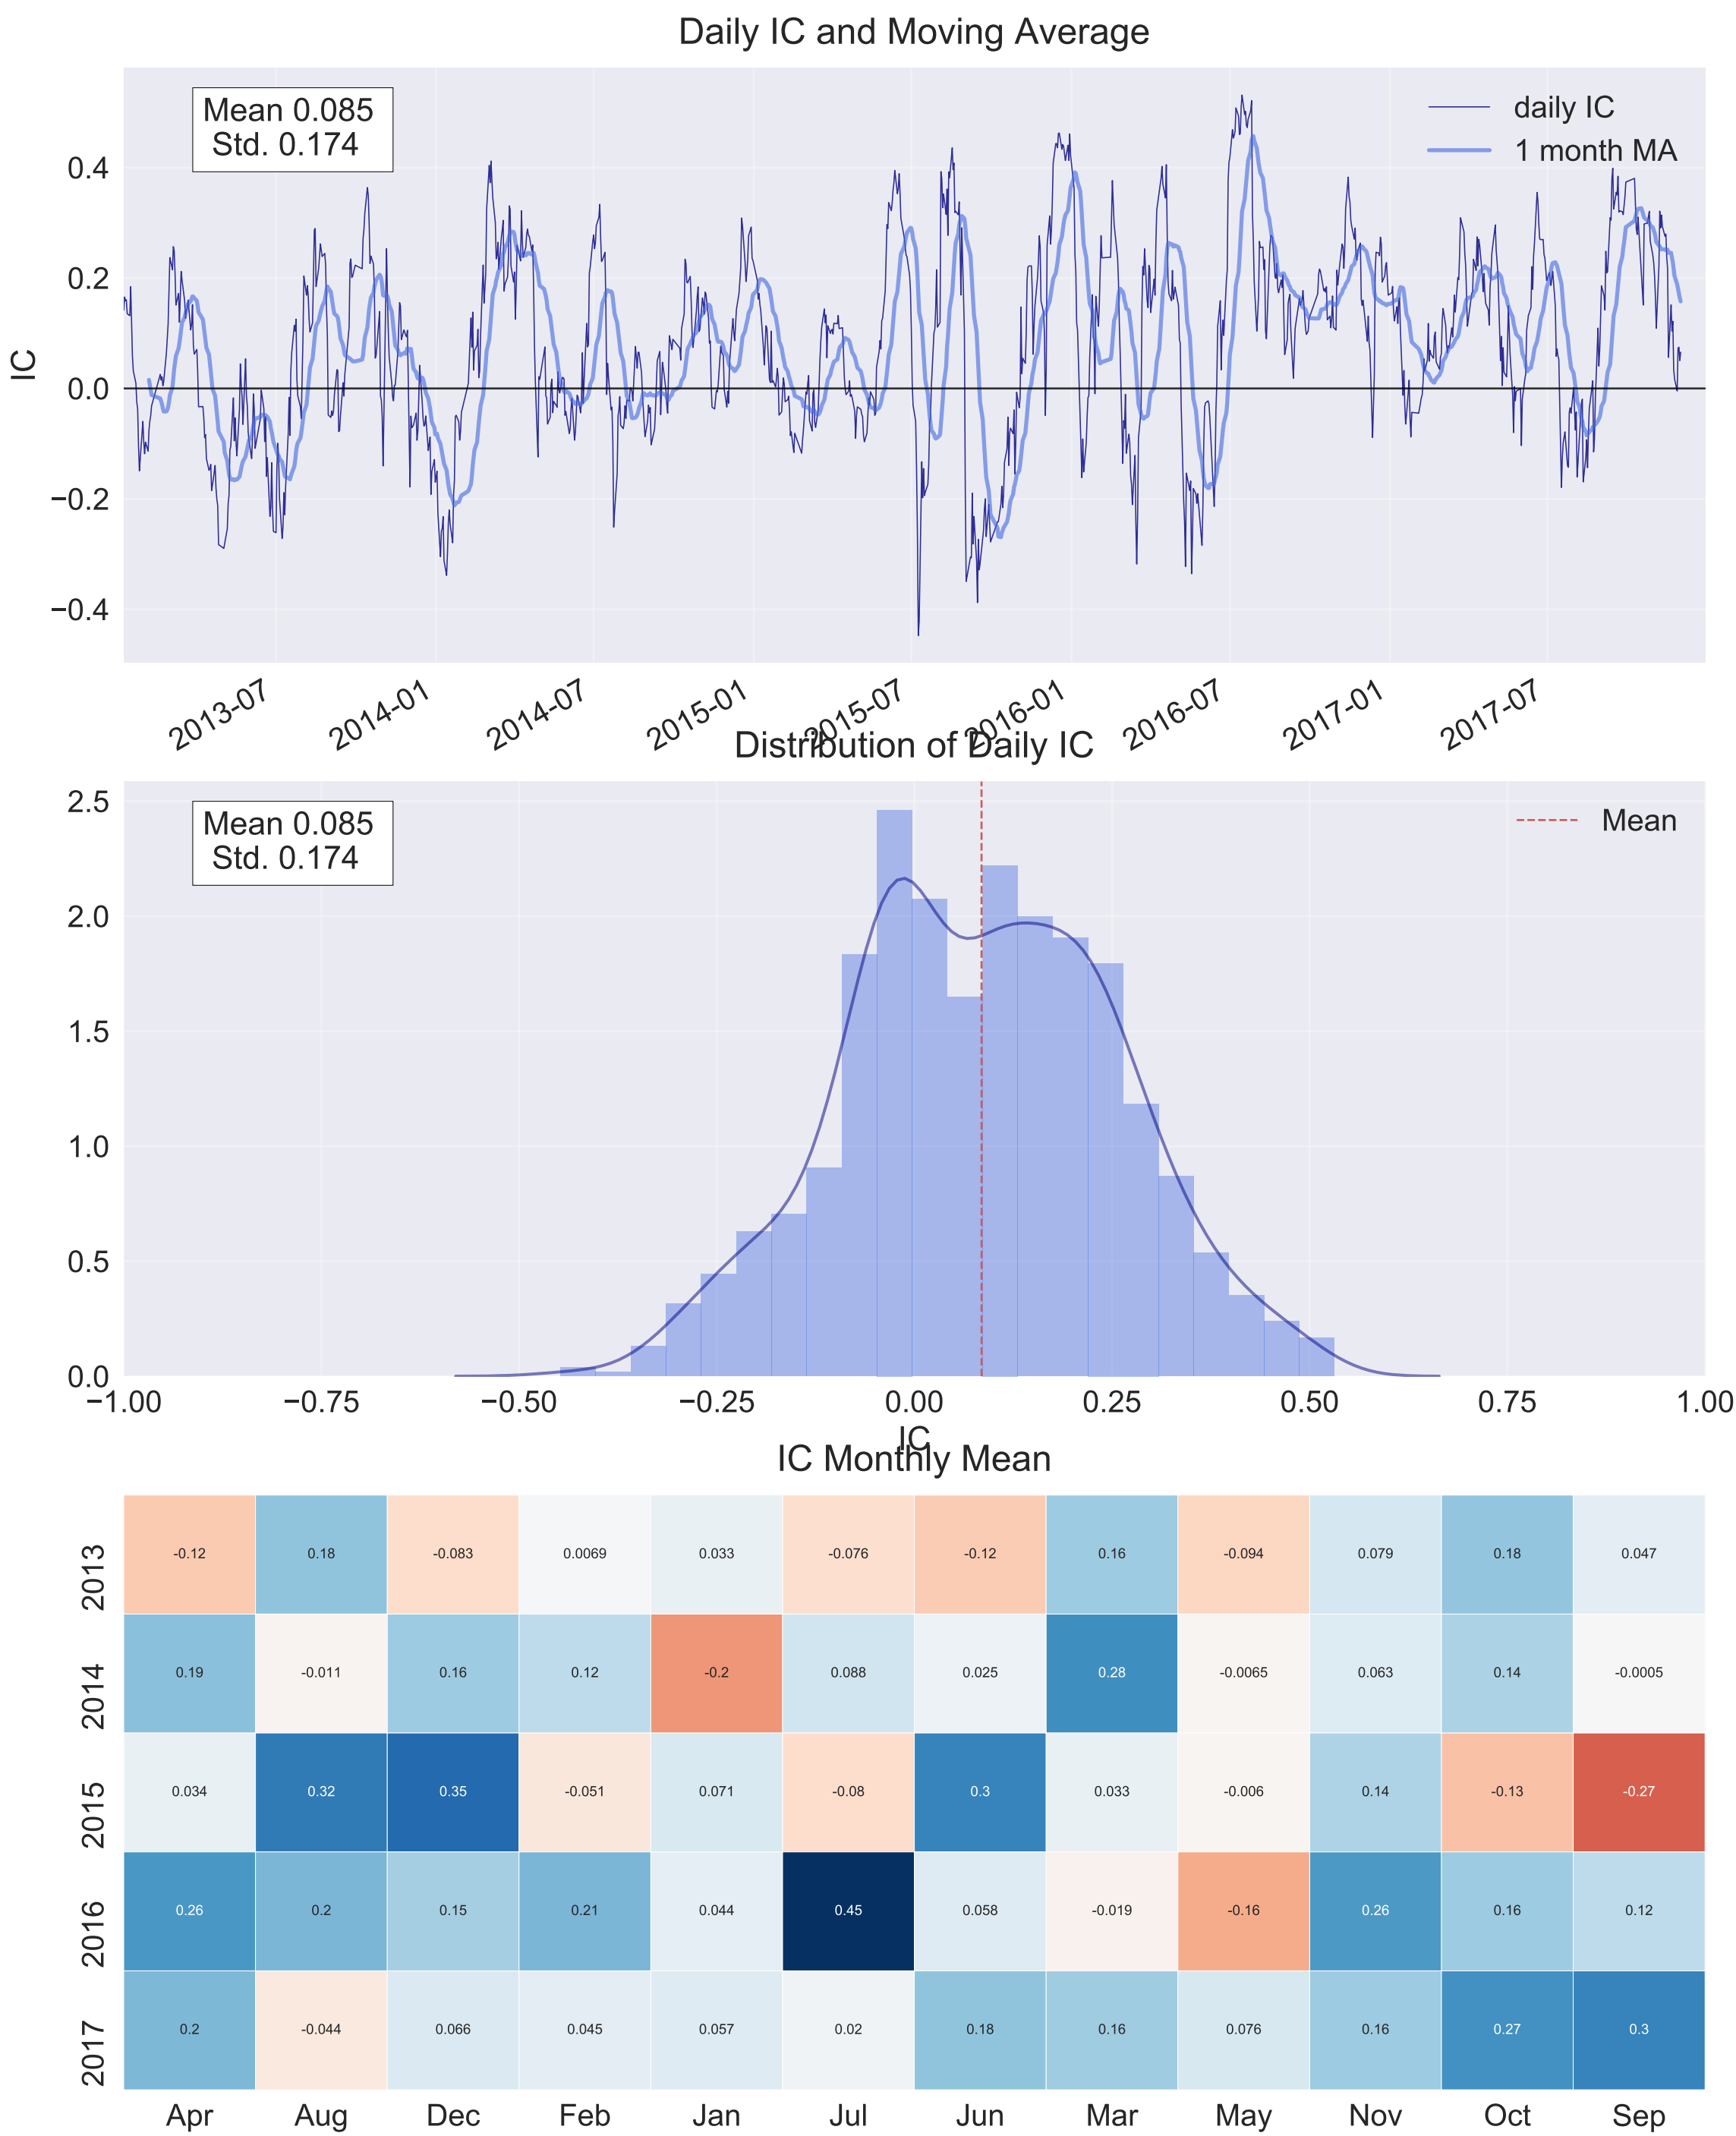 Daily IC and Moving Average
Mean 0.085
Std. 0.174
daily IC
1 month MA
IC
0.4
0.2
0.0
−0.2
−0.4
2013-07 2014-01 2014-07 2015-01 2015-07 2016-01 2016-07 2017-01 2017-07
Distribution of Daily IC
Mean 0.085
Std. 0.174
Mean
2.5
2.0
1.5
1.0
0.5
0.0
−1.00 −0.75 −0.50 −0.25 0.00 0.25 0.50 0.75 1.00
IC
IC Monthly Mean
2013 -0.12 0.18 -0.083 0.0069 0.033 -0.076 -0.12 0.16 -0.094 0.079 0.18 0.047
2014 0.19 -0.011 0.16 0.12 -0.2 0.088 0.025 0.28 -0.0065 0.063 0.14 -0.0005
2015 0.034 0.32 0.35 -0.051 0.071 -0.08 0.3 0.033 -0.006 0.14 -0.13 -0.27
2016 0.26 0.2 0.15 0.21 0.044 0.45 0.058 -0.019 -0.16 0.26 0.16 0.12
2017 0.2 -0.044 0.066 0.045 0.057 0.02 0.18 0.16 0.076 0.16 0.27 0.3
Apr Aug Dec Feb Jan Jul Jun Mar May Nov Oct Sep